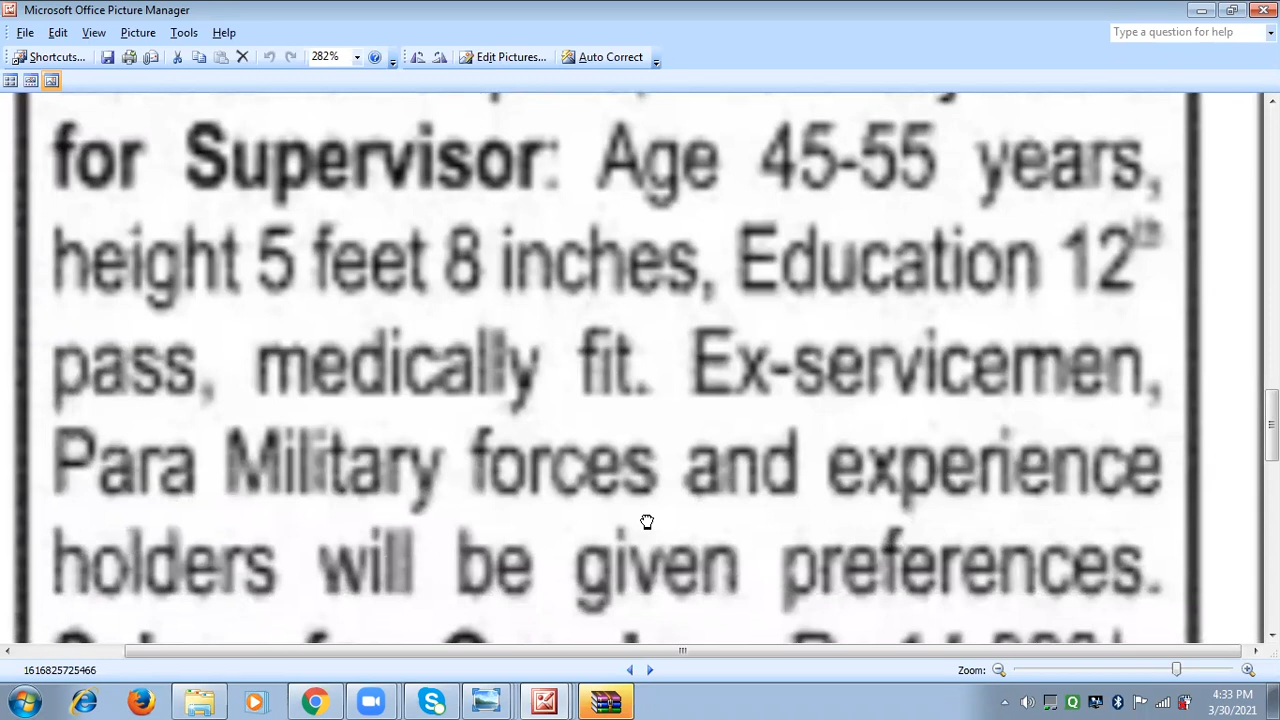 Microsoft Office Picture Manager
File Edit View Picture Tools Help
Type a question for help
Shortcuts... 282% Edit Pictures... Auto Correct
for Supervisor: Age 45-55 years,
height 5 feet 8 inches, Education 12th
pass, medically fit. Ex-servicemen,
Para Military forces and experience
holders will be given preferences.
1616825725466
Zoom:
4:33 PM
3/30/2021